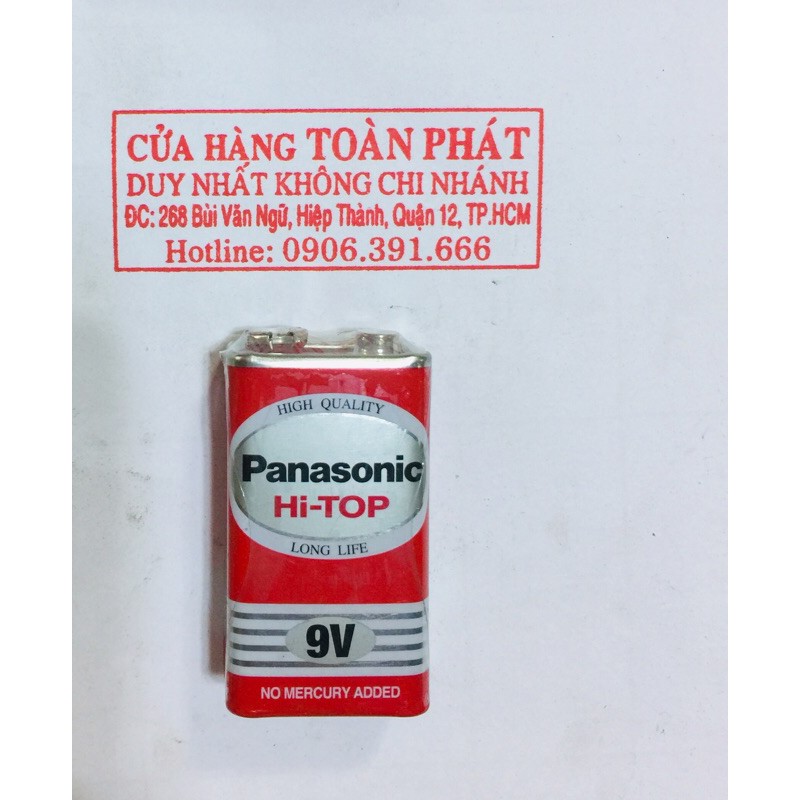 CỬA HÀNG TOÀN PHÁT
DUY NHẤT KHÔNG CHI NHÁNH
ĐC: 268 Bùi Văn Ngữ, Hiệp Thành, Quận 12, TP.HCM
Hotline: 0906.391.666
HIGH QUALITY
Panasonic
Hi-TOP
LONG LIFE
9V
NO MERCURY ADDED